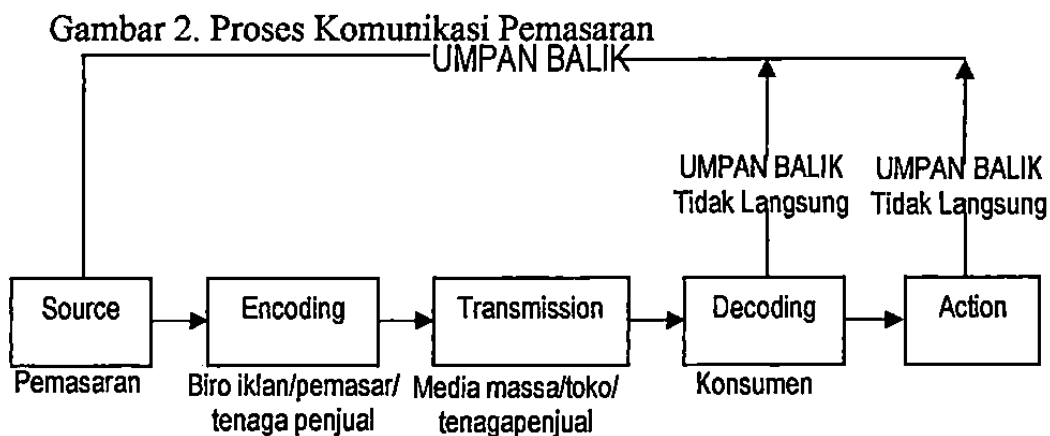 Gambar 2. Proses Komunikasi Pemasaran
UMPAN BALIK
UMPAN BALIK
Tidak Langsung
UMPAN BALIK
Tidak Langsung
Source
Encoding
Transmission
Decoding
Action
Pemasaran
Biro iklan/pemasar/
tenaga penjual
Media massa/toko/
tenagapenjual
Konsumen